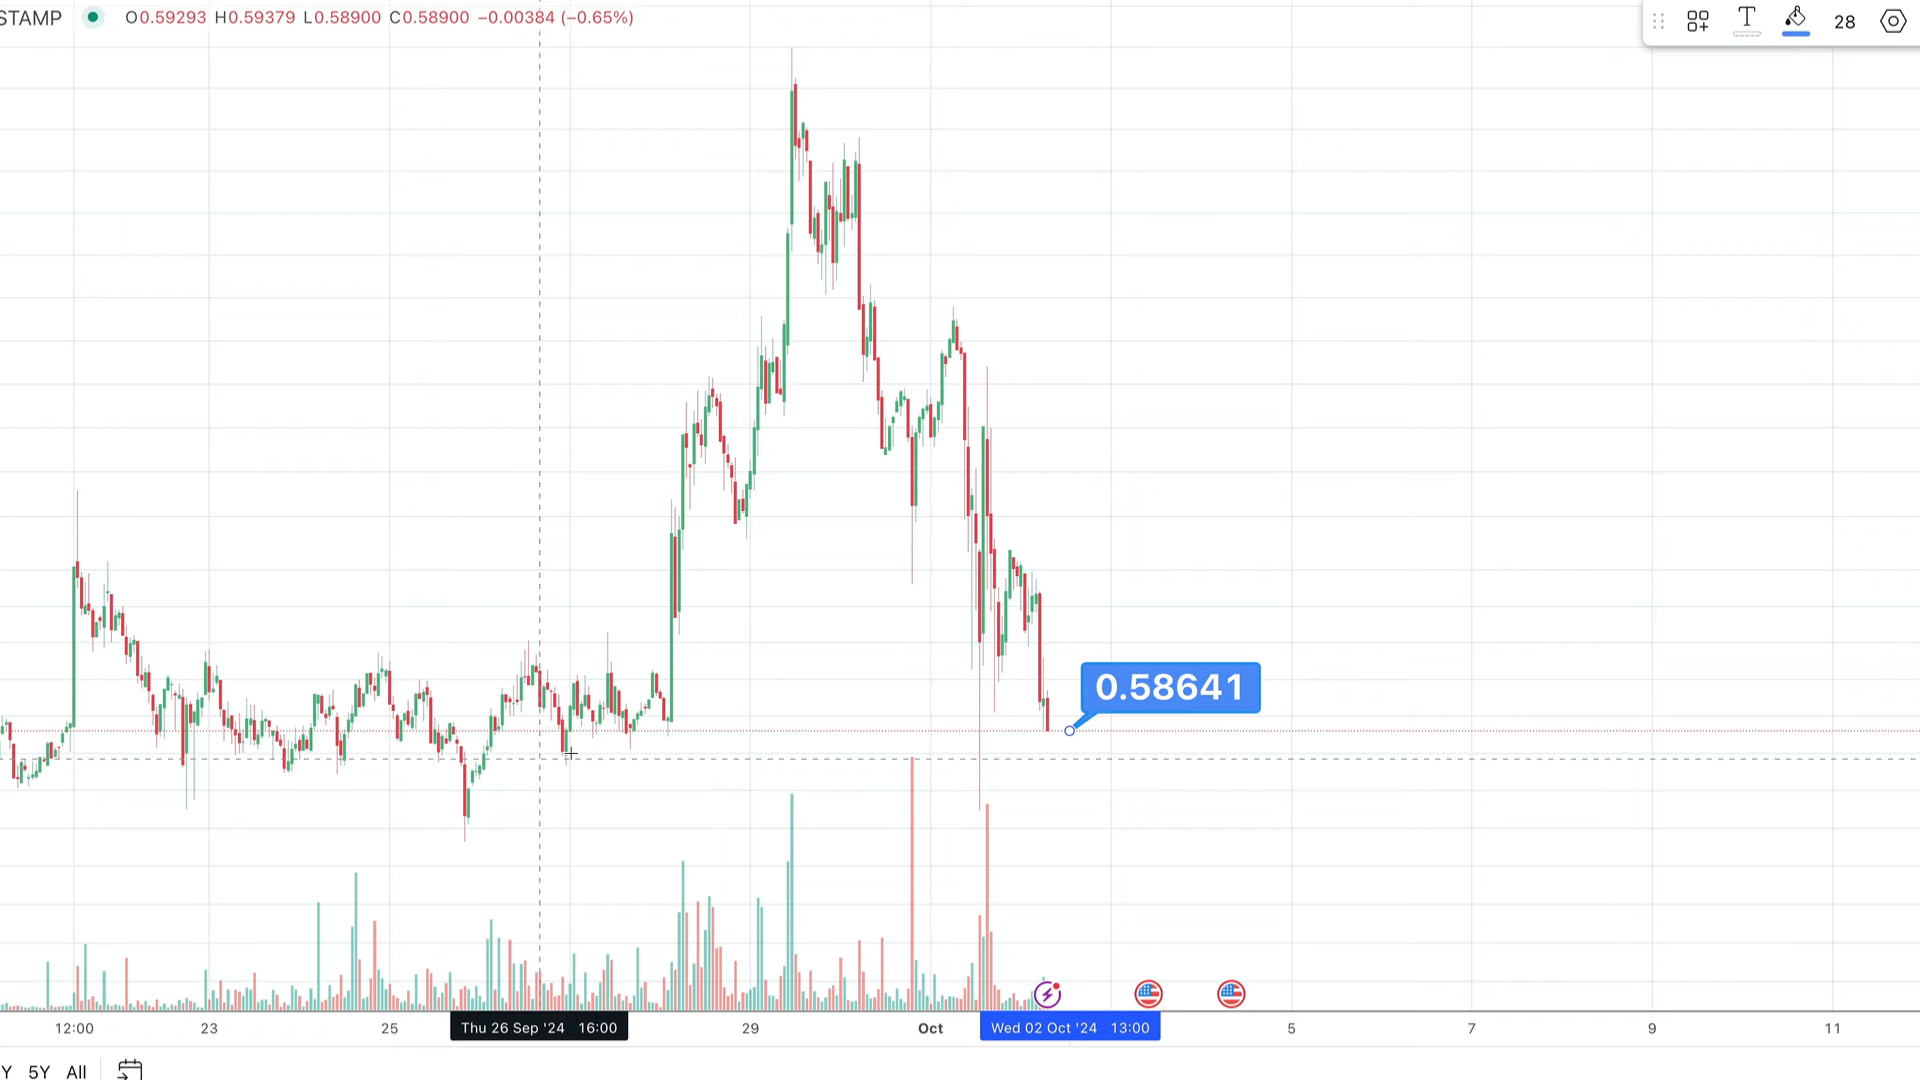 STAMP O0.59293 H0.59379 L0.58900 C0.58900 −0.00384 (−0.65%)
28
0.58641
12:00 23 25 Thu 26 Sep '24 16:00 29 Oct Wed 02 Oct '24 13:00 5 7 9 11
Y 5Y All